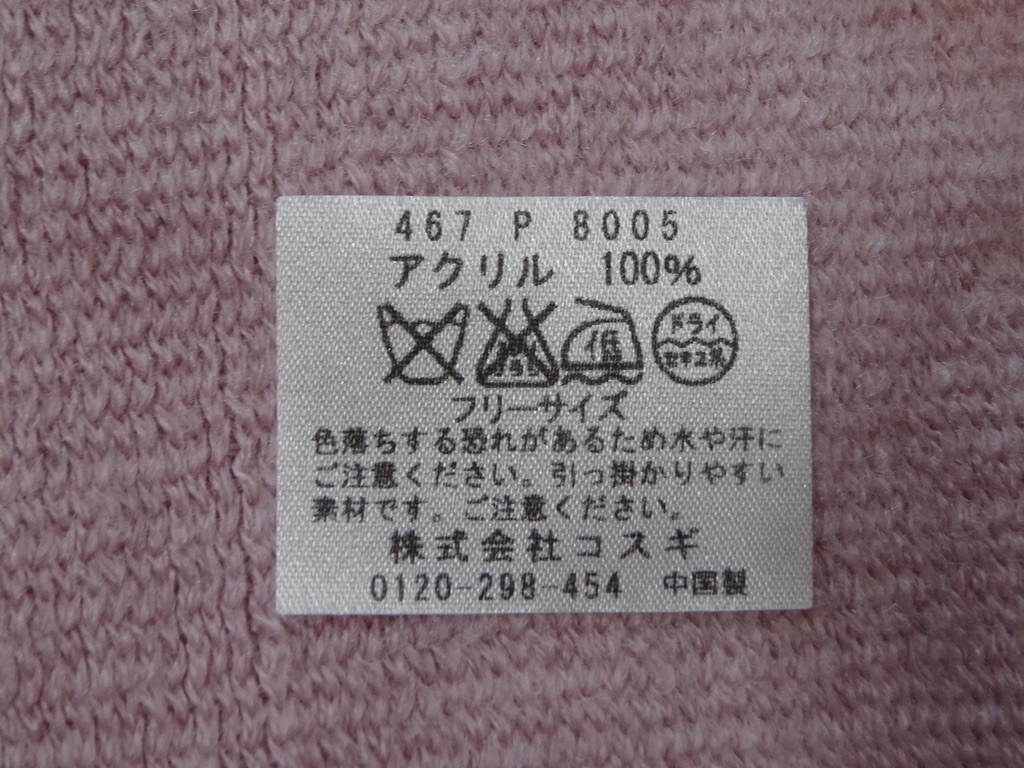 467 P 8005
アクリル 100%
低
ドライ
セキユ系
フリーサイズ
色落ちする恐れがあるため水や汗に
ご注意ください。引っ掛かりやすい
素材です。ご注意ください。
株式会社コスギ
0120-298-454 中国製